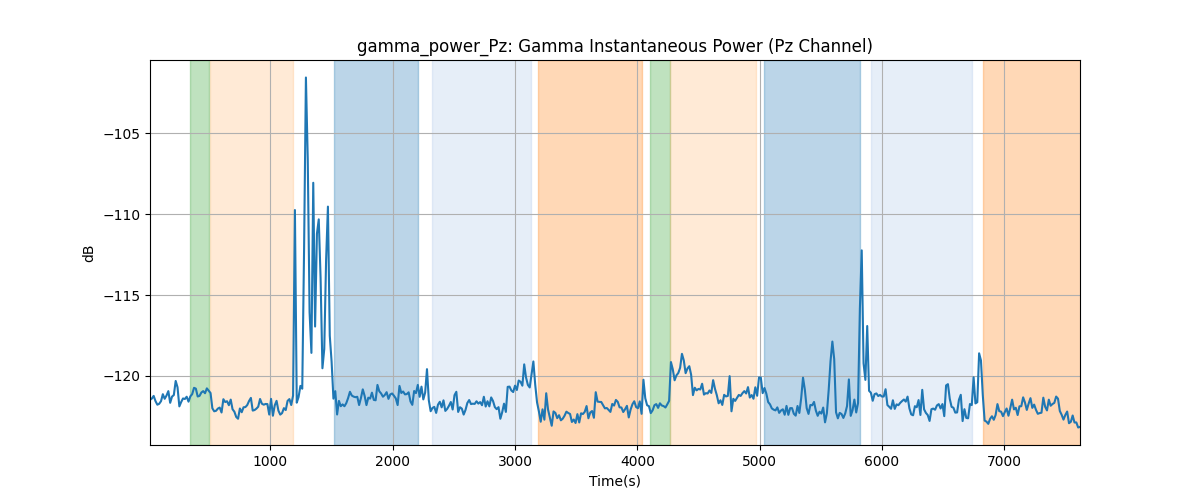 gamma_power_Pz: Gamma Instantaneous Power (Pz Channel)
−105
−110
−115
−120
dB
1000 2000 3000 4000 5000 6000 7000
Time(s)